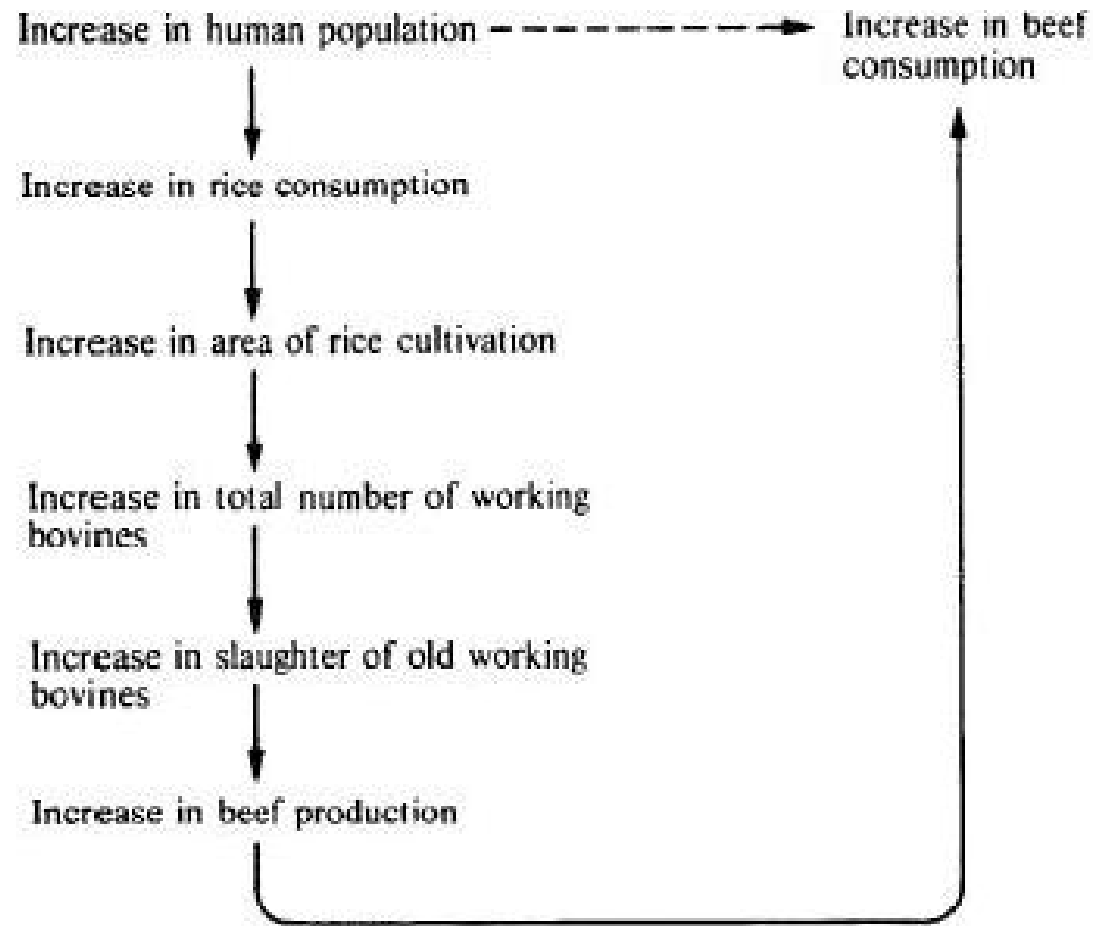 Increase in human population
Increase in beef
consumption
Increase in rice consumption
Increase in area of rice cultivation
Increase in total number of working
bovines
Increase in slaughter of old working
bovines
Increase in beef production